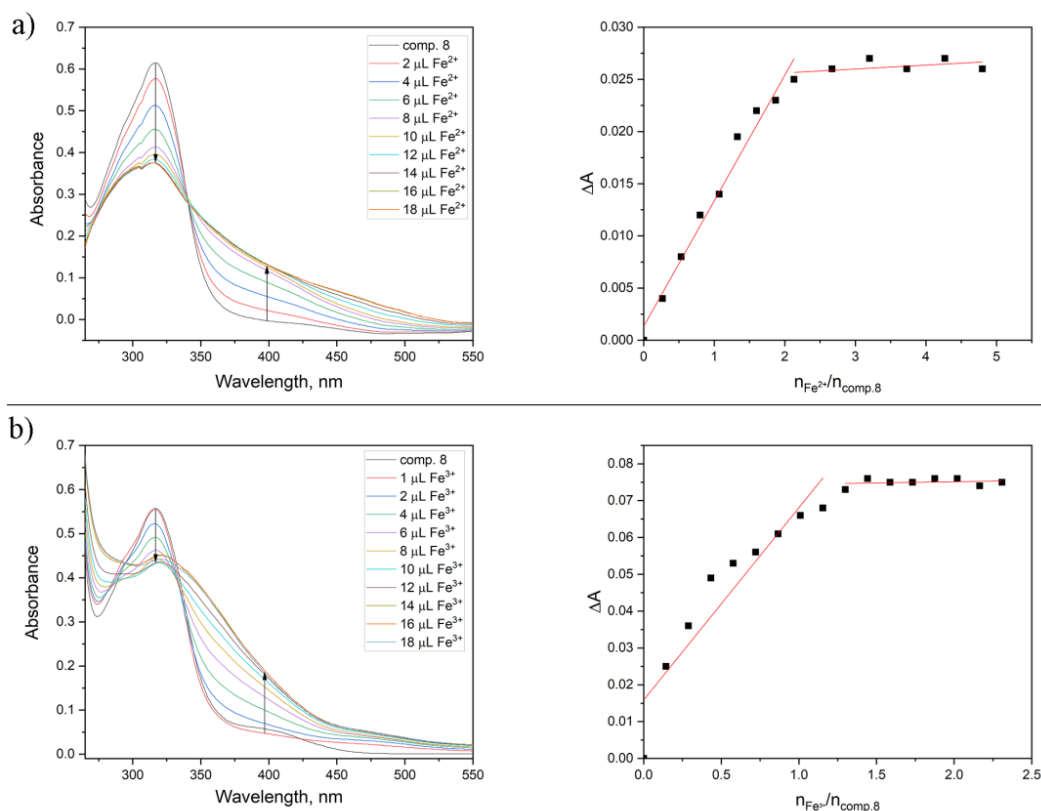 a)
0.7
0.6
0.5
0.4
0.3
0.2
0.1
0.0
Absorbance
300 350 400 450 500 550
Wavelength, nm
comp. 8
2 μL Fe²⁺
4 μL Fe²⁺
6 μL Fe²⁺
8 μL Fe²⁺
10 μL Fe²⁺
12 μL Fe²⁺
14 μL Fe²⁺
16 μL Fe²⁺
18 μL Fe²⁺
0.030
0.025
0.020
0.015
0.010
0.005
0.000
ΔA
0 1 2 3 4 5
n_Fe²⁺/n_comp.8
b)
0.7
0.6
0.5
0.4
0.3
0.2
0.1
0.0
Absorbance
300 350 400 450 500 550
Wavelength, nm
comp. 8
1 μL Fe³⁺
2 μL Fe³⁺
4 μL Fe³⁺
6 μL Fe³⁺
8 μL Fe³⁺
10 μL Fe³⁺
12 μL Fe³⁺
14 μL Fe³⁺
16 μL Fe³⁺
18 μL Fe³⁺
0.08
0.07
0.06
0.05
0.04
0.03
0.02
0.01
0.00
ΔA
0.0 0.5 1.0 1.5 2.0 2.5
n_Fe³⁺/n_comp.8